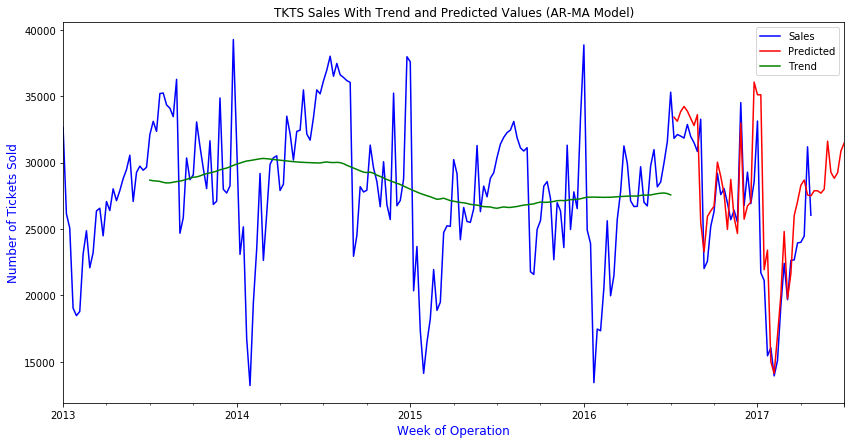 TKTS Sales With Trend and Predicted Values (AR-MA Model)
Sales
Predicted
Trend
Number of Tickets Sold
40000
35000
30000
25000
20000
15000
2013
2014
2015
2016
2017
Week of Operation